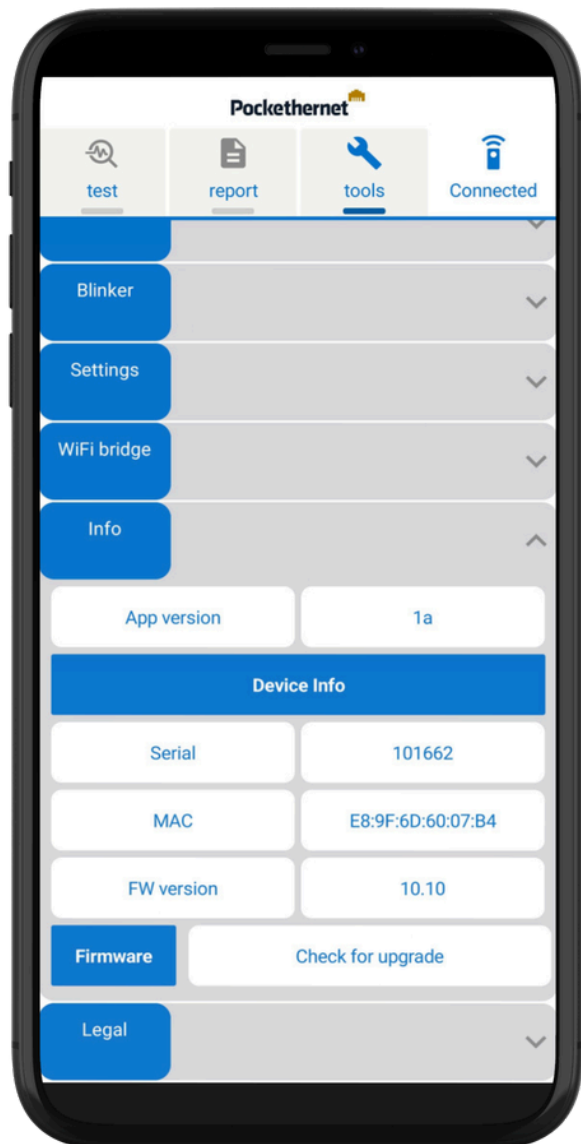 Pockethernet
test report tools Connected
Blinker
Settings
WiFi bridge
Info
App version 1a
Device Info
Serial 101662
MAC E8:9F:6D:60:07:B4
FW version 10.10
Firmware Check for upgrade
Legal